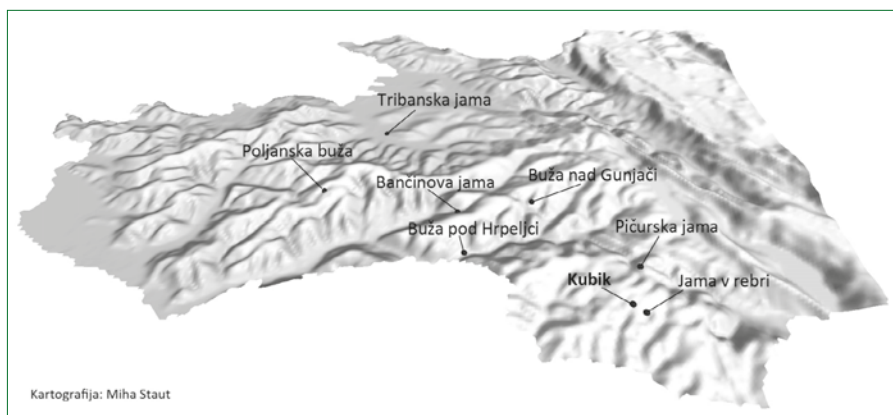 Tribanska jama
Poljanska buža
Bančinova jama
Buža nad Gunjači
Buža pod Hrpeljci
Pičurska jama
Kubik
Jama v rebri
Kartografija: Miha Staut